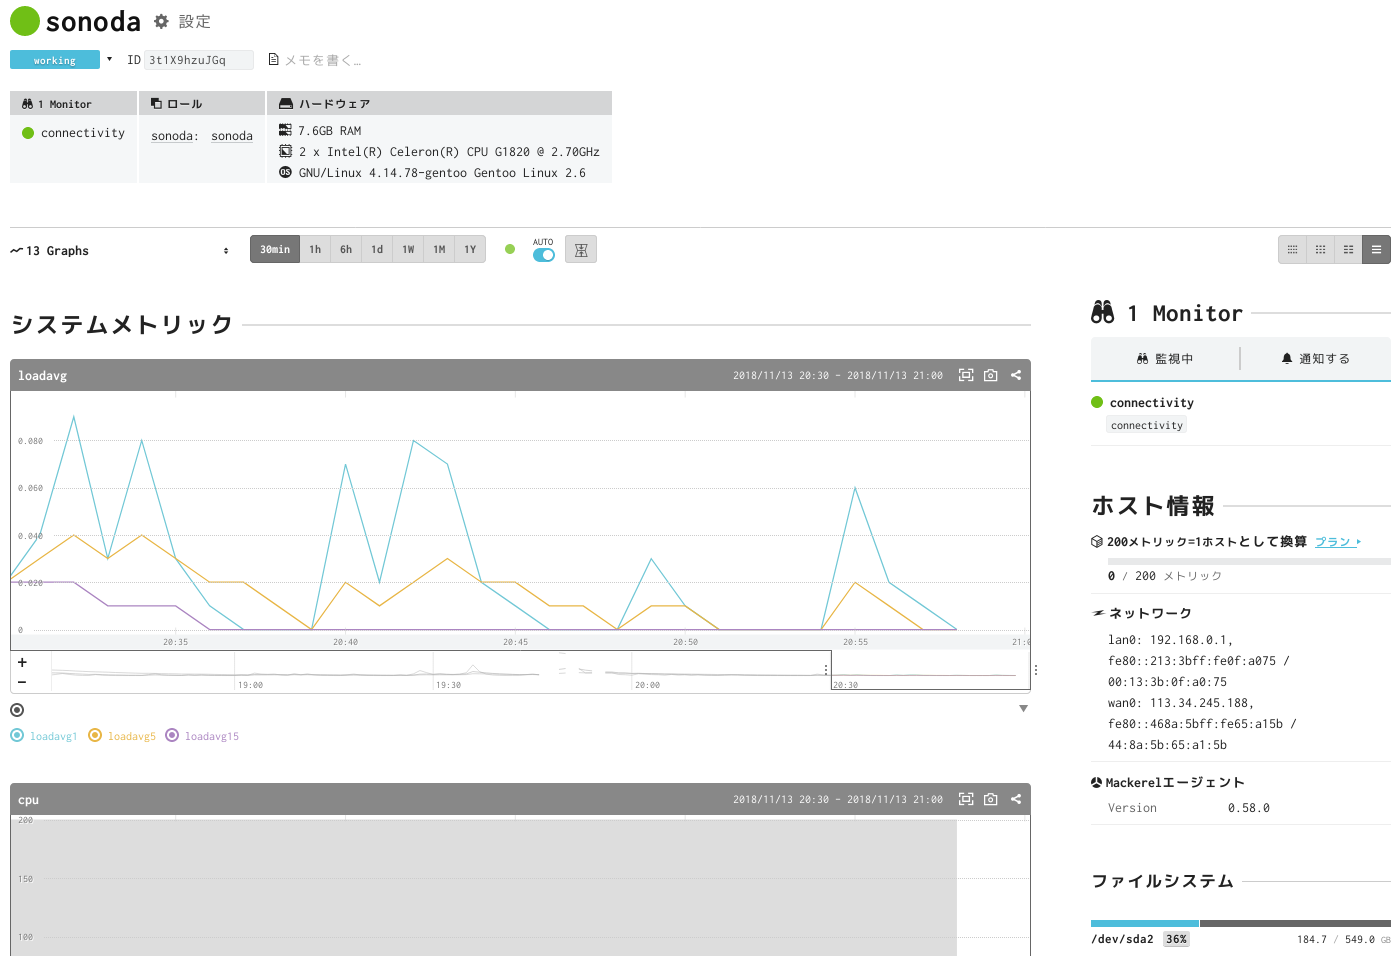 sonoda 設定
working ID 3t1X9hzuJGq メモを書く…
1 Monitor
connectivity
ロール
sonoda: sonoda
ハードウェア
7.6GB RAM
2 x Intel(R) Celeron(R) CPU G1820 @ 2.70GHz
OS GNU/Linux 4.14.78-gentoo Gentoo Linux 2.6
13 Graphs 30min 1h 6h 1d 1W 1M 1Y AUTO
システムメトリック
loadavg 2018/11/13 20:30 - 2018/11/13 21:00
0.080
0.060
0.040
0.020
0
20:35 20:40 20:45 20:50 20:55 21:0
+
-
19:00 19:30 20:00 20:30
loadavg1 loadavg5 loadavg15
cpu 2018/11/13 20:30 - 2018/11/13 21:00
200
150
100
1 Monitor
監視中 通知する
connectivity
connectivity
ホスト情報
200メトリック=1ホストとして換算 プラン
0 / 200 メトリック
ネットワーク
lan0: 192.168.0.1,
fe80::213:3bff:fe0f:a075 /
00:13:3b:0f:a0:75
wan0: 113.34.245.188,
fe80::468a:5bff:fe65:a15b /
44:8a:5b:65:a1:5b
Mackerelエージェント
Version 0.58.0
ファイルシステム
/dev/sda2 36% 184.7 / 549.0 GB